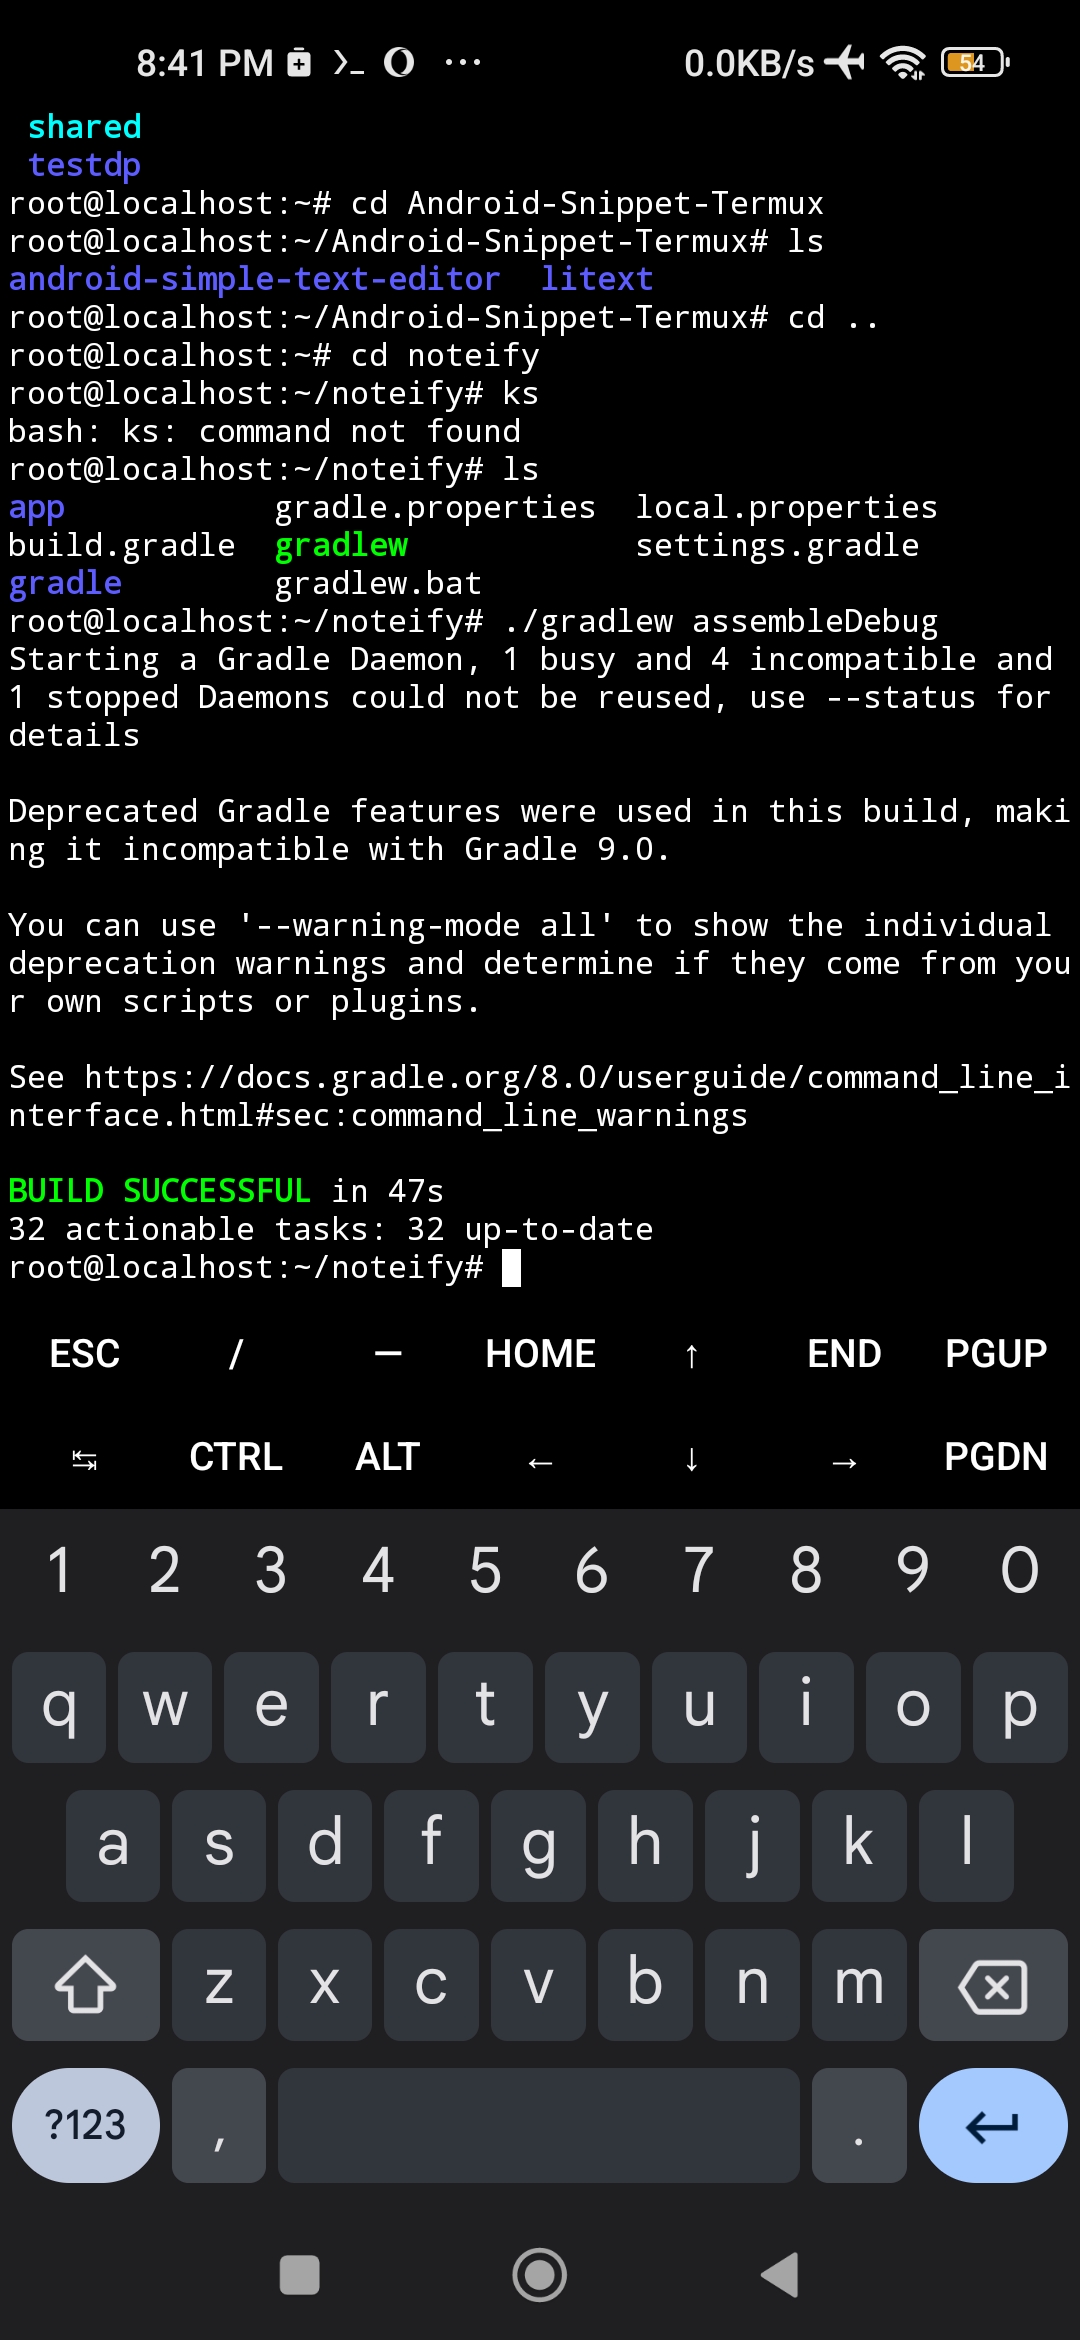 8:41 PM ... 0.0KB/s 54
shared
testdp
root@localhost:~# cd Android-Snippet-Termux
root@localhost:~/Android-Snippet-Termux# ls
android-simple-text-editor  litext
root@localhost:~/Android-Snippet-Termux# cd ..
root@localhost:~# cd noteify
root@localhost:~/noteify# ks
bash: ks: command not found
root@localhost:~/noteify# ls
app           gradle.properties  local.properties
build.gradle  gradlew            settings.gradle
gradle        gradlew.bat
root@localhost:~/noteify# ./gradlew assembleDebug
Starting a Gradle Daemon, 1 busy and 4 incompatible and
1 stopped Daemons could not be reused, use --status for
details
Deprecated Gradle features were used in this build, maki
ng it incompatible with Gradle 9.0.
You can use '--warning-mode all' to show the individual
deprecation warnings and determine if they come from you
r own scripts or plugins.
See https://docs.gradle.org/8.0/userguide/command_line_i
nterface.html#sec:command_line_warnings
BUILD SUCCESSFUL in 47s
32 actionable tasks: 32 up-to-date
root@localhost:~/noteify#
ESC / — HOME ↑ END PGUP
↹ CTRL ALT ← ↓ → PGDN
1 2 3 4 5 6 7 8 9 0
q w e r t y u i o p
a s d f g h j k l
z x c v b n m
?123 , .